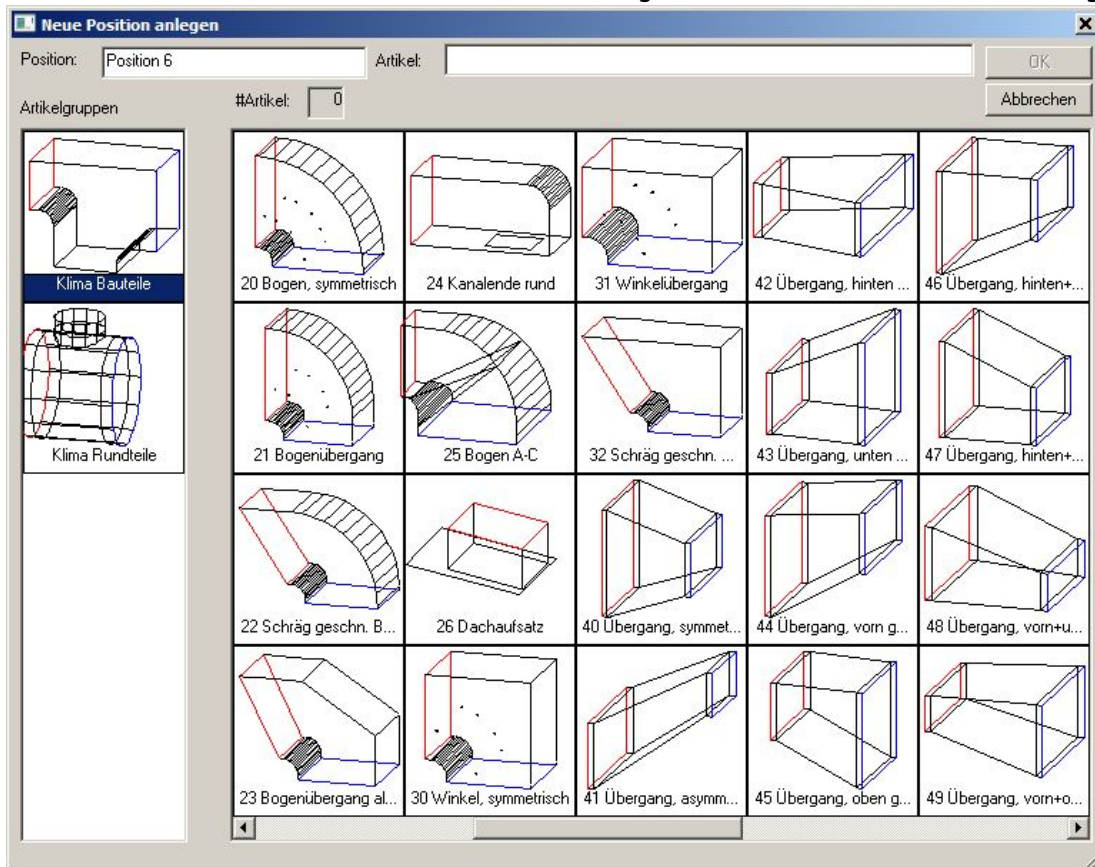 Neue Position anlegen
Position: Position 6 Artikel: OK
Artikelgruppen #Artikel: 0 Abbrechen
Klima Bauteile
Klima Rundteile
20 Bogen, symmetrisch 24 Kanalende rund 31 Winkelübergang 42 Übergang, hinten ... 46 Übergang, hinten+...
21 Bogenübergang 25 Bogen A-C 32 Schräg geschn. ... 43 Übergang, unten ... 47 Übergang, hinten+...
22 Schräg geschn. B... 26 Dachaufsatz 40 Übergang, symmet... 44 Übergang, vorn g... 48 Übergang, vorn+u...
23 Bogenübergang al... 30 Winkel, symmetrisch 41 Übergang, asymm... 45 Übergang, oben g... 49 Übergang, vorn+o...